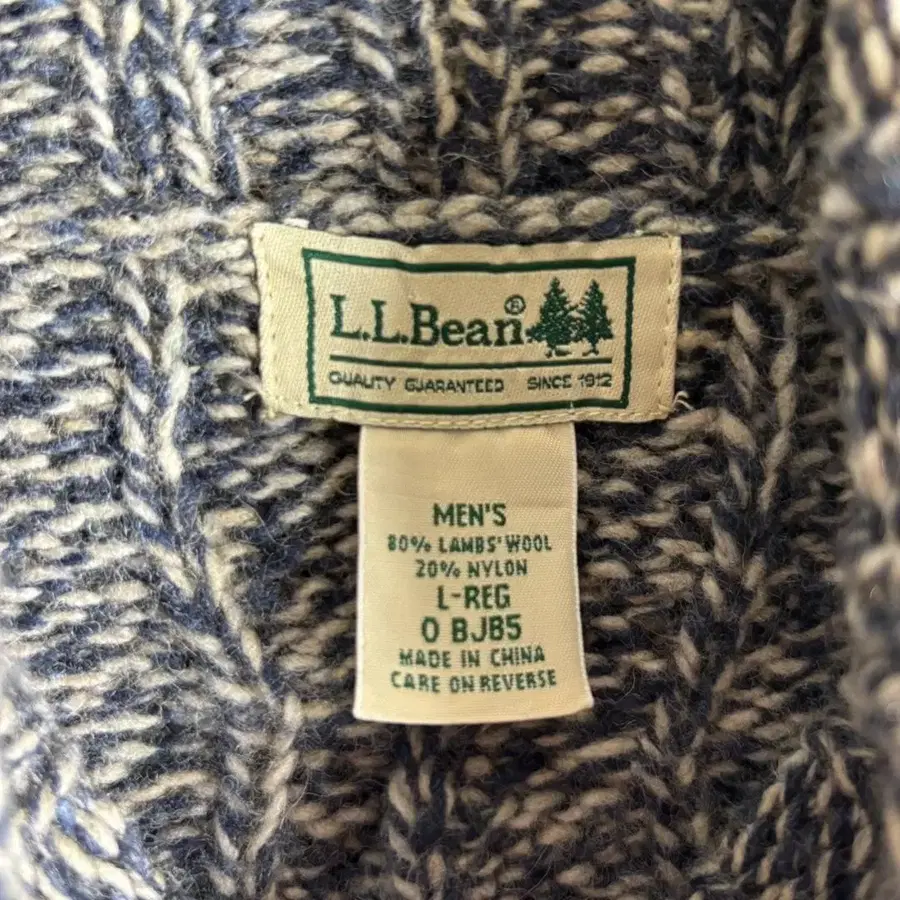 L.L.Bean®
QUALITY GUARANTEED SINCE 1912
MEN'S
80% LAMBS' WOOL
20% NYLON
L-REG
0 BJB5
MADE IN CHINA
CARE ON REVERSE